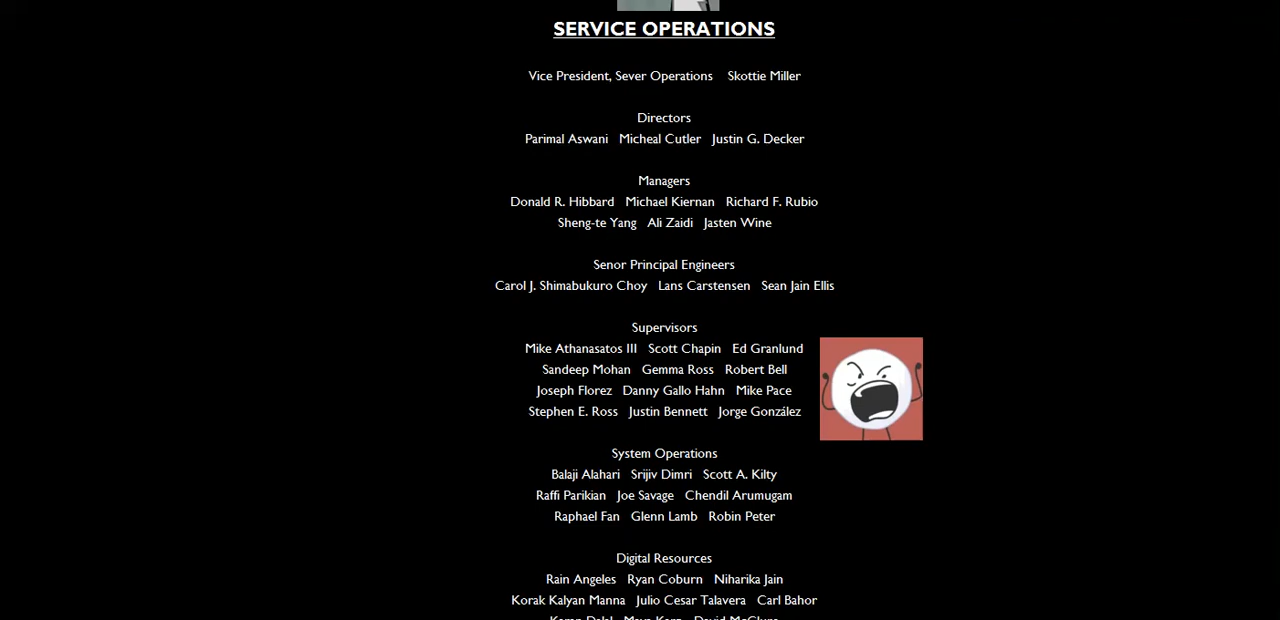 SERVICE OPERATIONS
Vice President, Sever Operations Skottie Miller
Directors
Parimal Aswani Micheal Cutler Justin G. Decker
Managers
Donald R. Hibbard Michael Kiernan Richard F. Rubio
Sheng-te Yang Ali Zaidi Jasten Wine
Senor Principal Engineers
Carol J. Shimabukuro Choy Lans Carstensen Sean Jain Ellis
Supervisors
Mike Athanasatos III Scott Chapin Ed Granlund
Sandeep Mohan Gemma Ross Robert Bell
Joseph Florez Danny Gallo Hahn Mike Pace
Stephen E. Ross Justin Bennett Jorge González
System Operations
Balaji Alahari Srijiv Dimri Scott A. Kilty
Raffi Parikian Joe Savage Chendil Arumugam
Raphael Fan Glenn Lamb Robin Peter
Digital Resources
Rain Angeles Ryan Coburn Niharika Jain
Korak Kalyan Manna Julio Cesar Talavera Carl Bahor